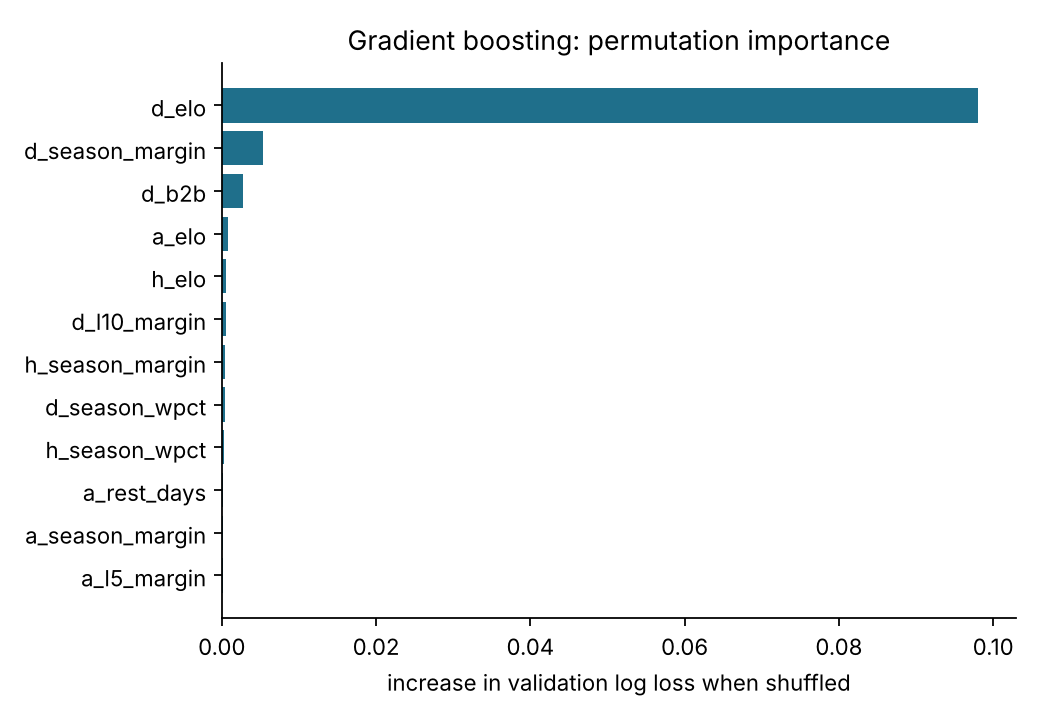 Gradient boosting: permutation importance
d_elo
d_season_margin
d_b2b
a_elo
h_elo
d_l10_margin
h_season_margin
d_season_wpct
h_season_wpct
a_rest_days
a_season_margin
a_l5_margin
0.00 0.02 0.04 0.06 0.08 0.10
increase in validation log loss when shuffled